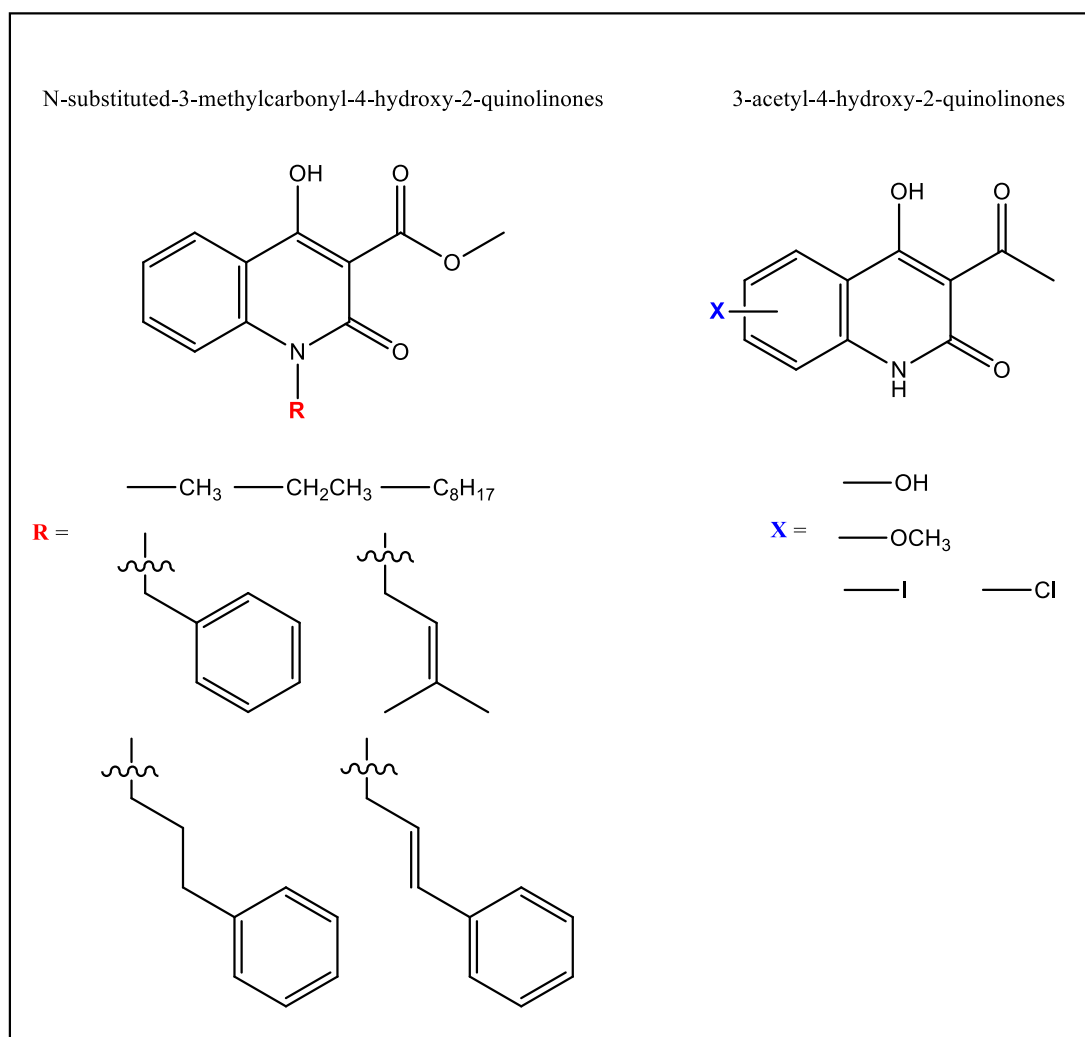 N-substituted-3-methylcarbonyl-4-hydroxy-2-quinolinones
3-acetyl-4-hydroxy-2-quinolinones
OH O
O
N O
R
OH O
X
N
H
O
CH₃ CH₂CH₃ C₈H₁₇
R =
OH
X =
OCH₃
I Cl